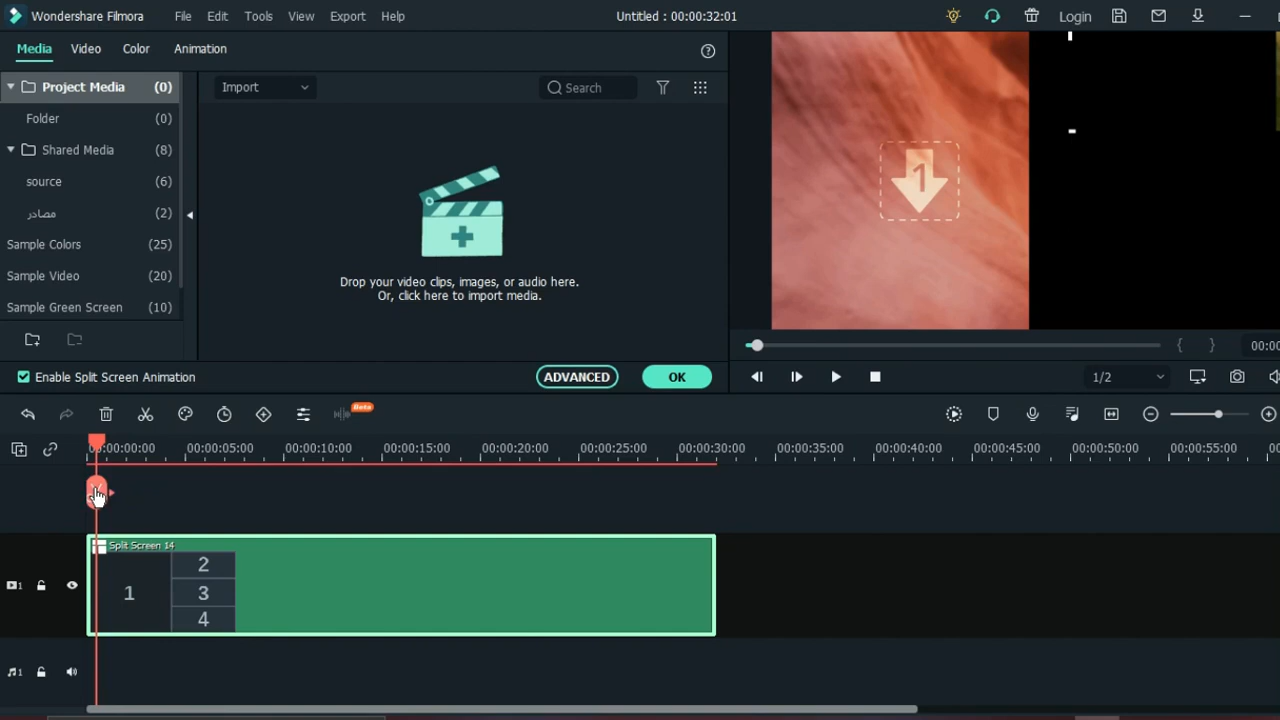 Wondershare Filmora File Edit Tools View Export Help Untitled : 00:00:32:01 Login
Media Video Color Animation
Project Media (0)
Import
Search
Folder (0)
Shared Media (8)
source (6)
مصادر (2)
Sample Colors (25)
Sample Video (20)
Sample Green Screen (10)
Drop your video clips, images, or audio here.
Or, click here to import media.
1
00:00
Enable Split Screen Animation ADVANCED OK
1/2
Beta
00:00:00:00 00:00:05:00 00:00:10:00 00:00:15:00 00:00:20:00 00:00:25:00 00:00:30:00 00:00:35:00 00:00:40:00 00:00:45:00 00:00:50:00 00:00:55:00
Split Screen 14
1
2
3
4
1
1